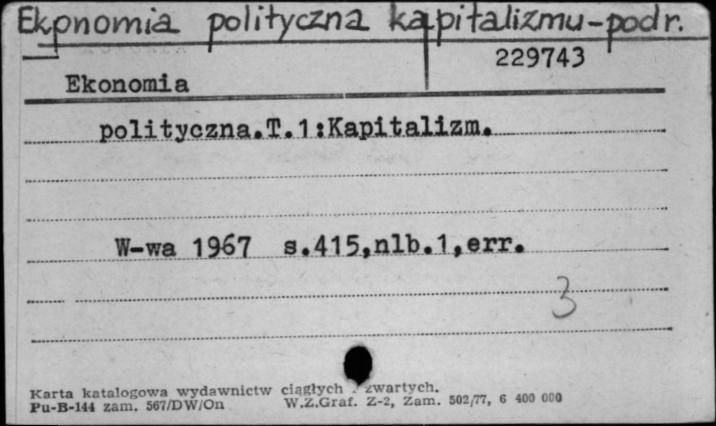 Ekonomia polityczna kapitalizmu-podr.
229743
Ekonomia
polityczna.T.1:Kapitalizm.
W-wa 1967 s.415,nlb.1,err.
3
Karta katalogowa wydawnictw ciągłych zwartych.
Pu-B-144 zam. 567/DW/On W.Z.Graf. Z-2, Zam. 502/77, 6 400 000